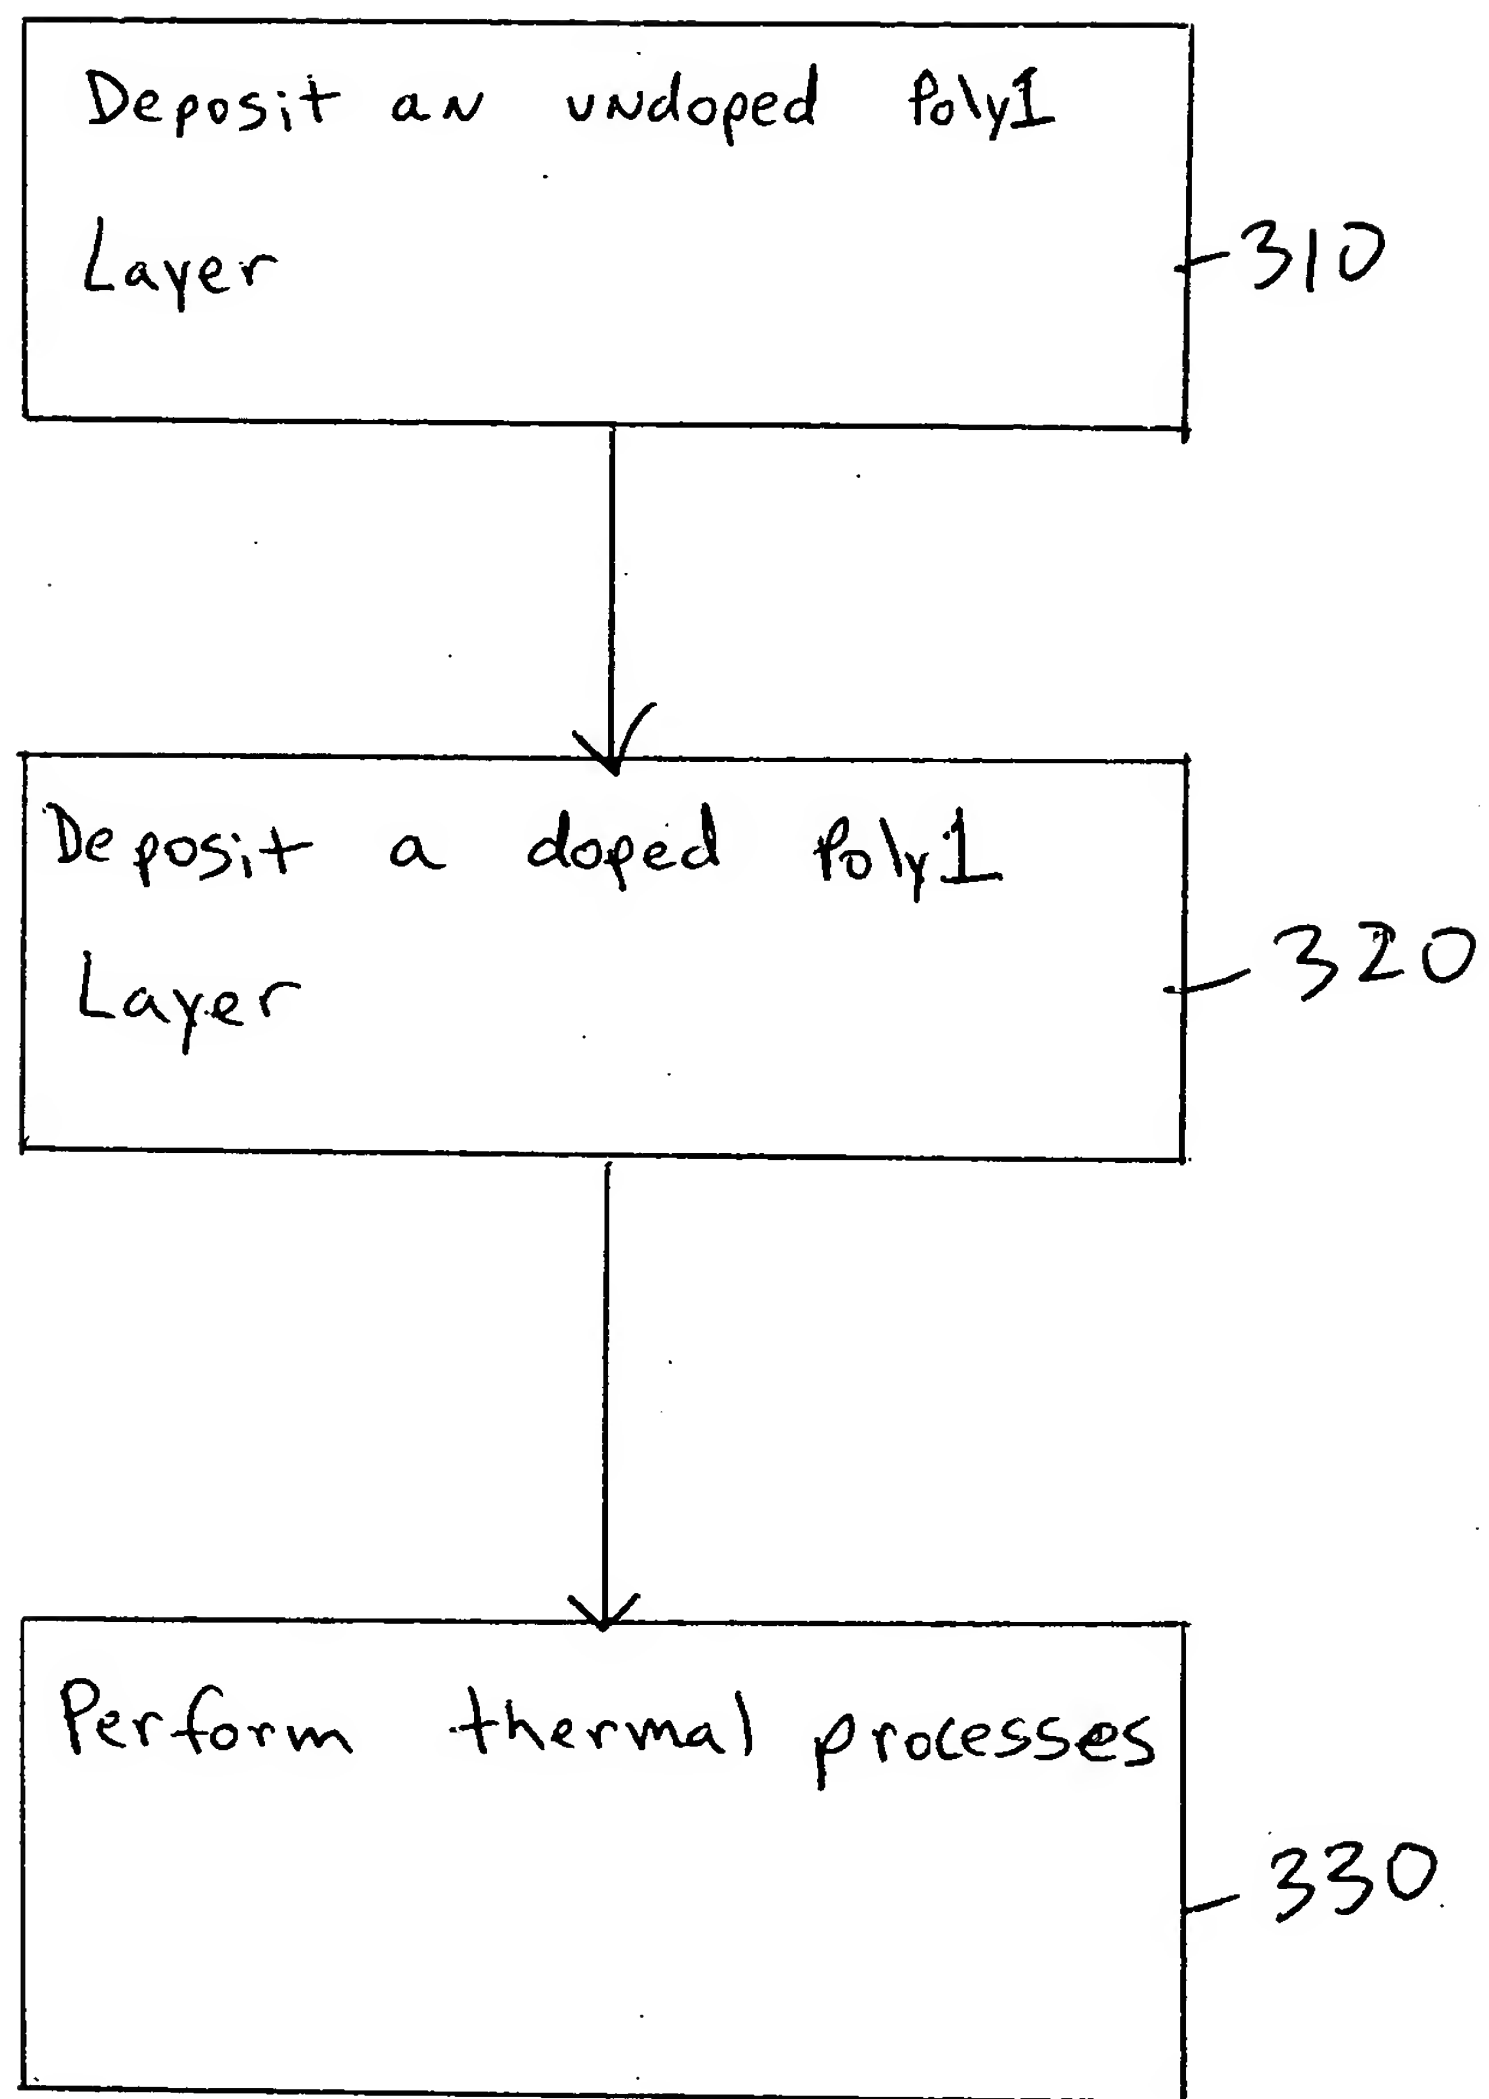 Deposit an undoped Poly1
Layer
310
Deposit a doped Poly1
Layer
320
Perform thermal processes
330